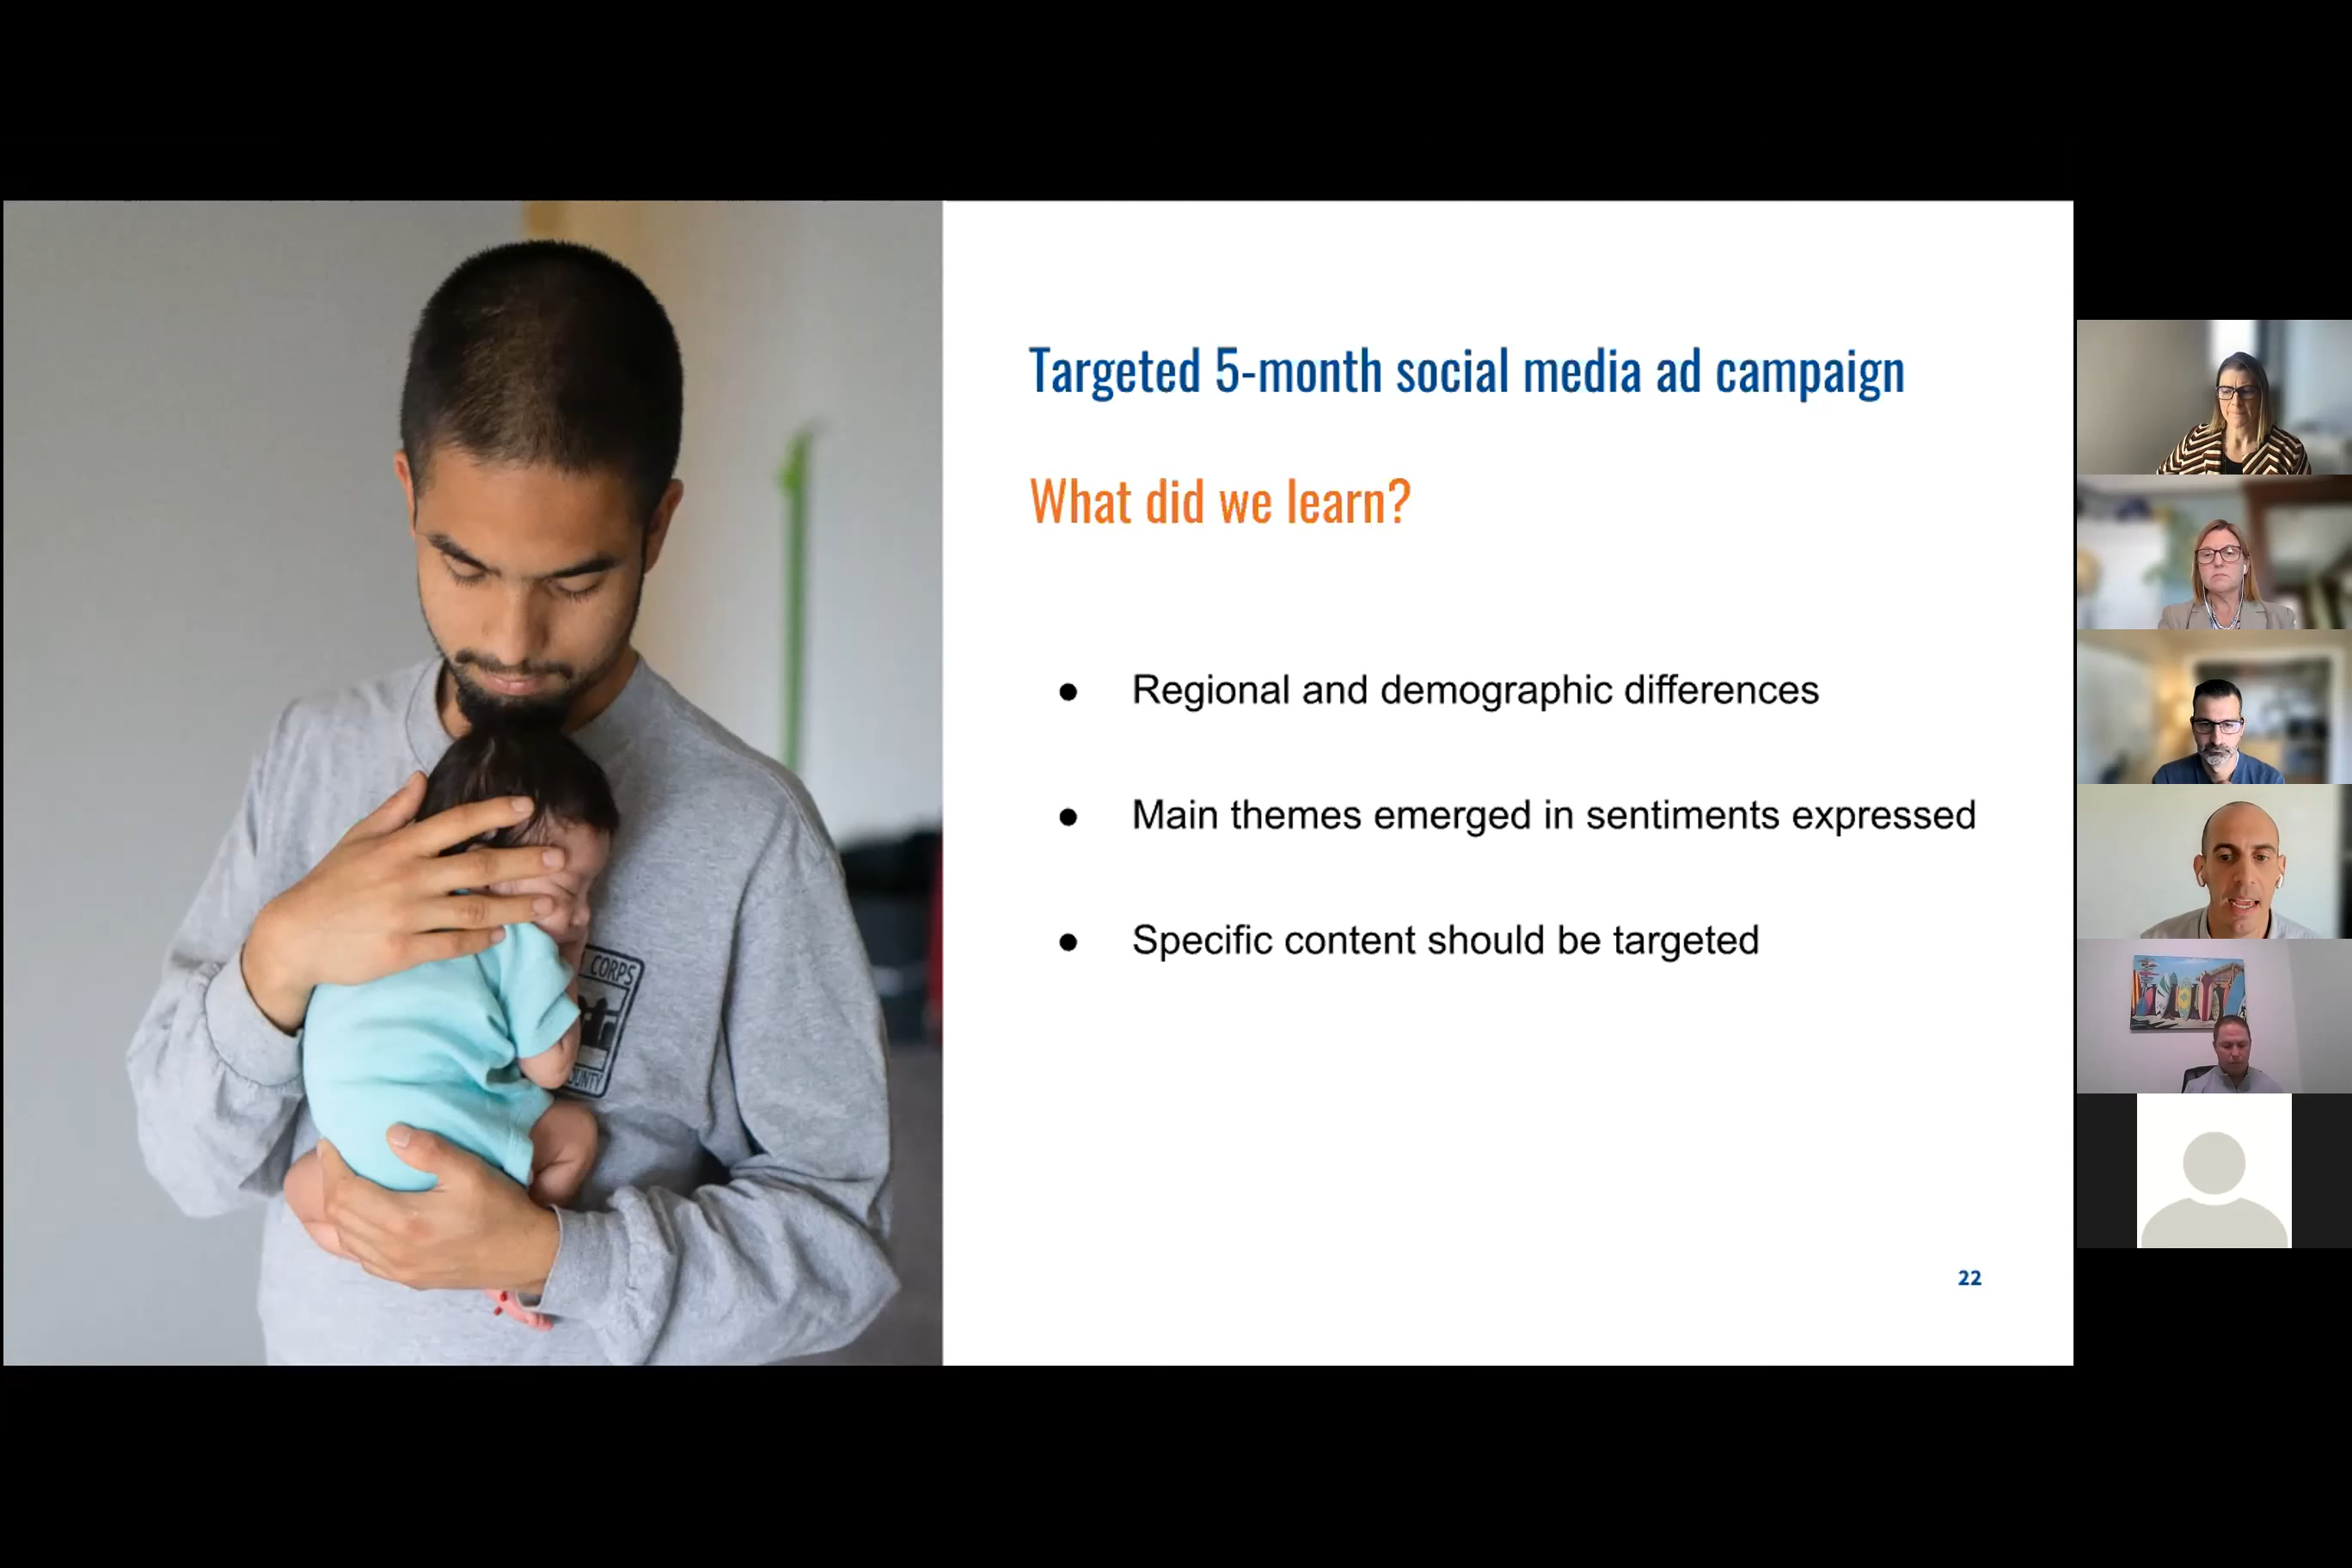 Targeted 5-month social media ad campaign
What did we learn?
● Regional and demographic differences
● Main themes emerged in sentiments expressed
● Specific content should be targeted
CORPS
22